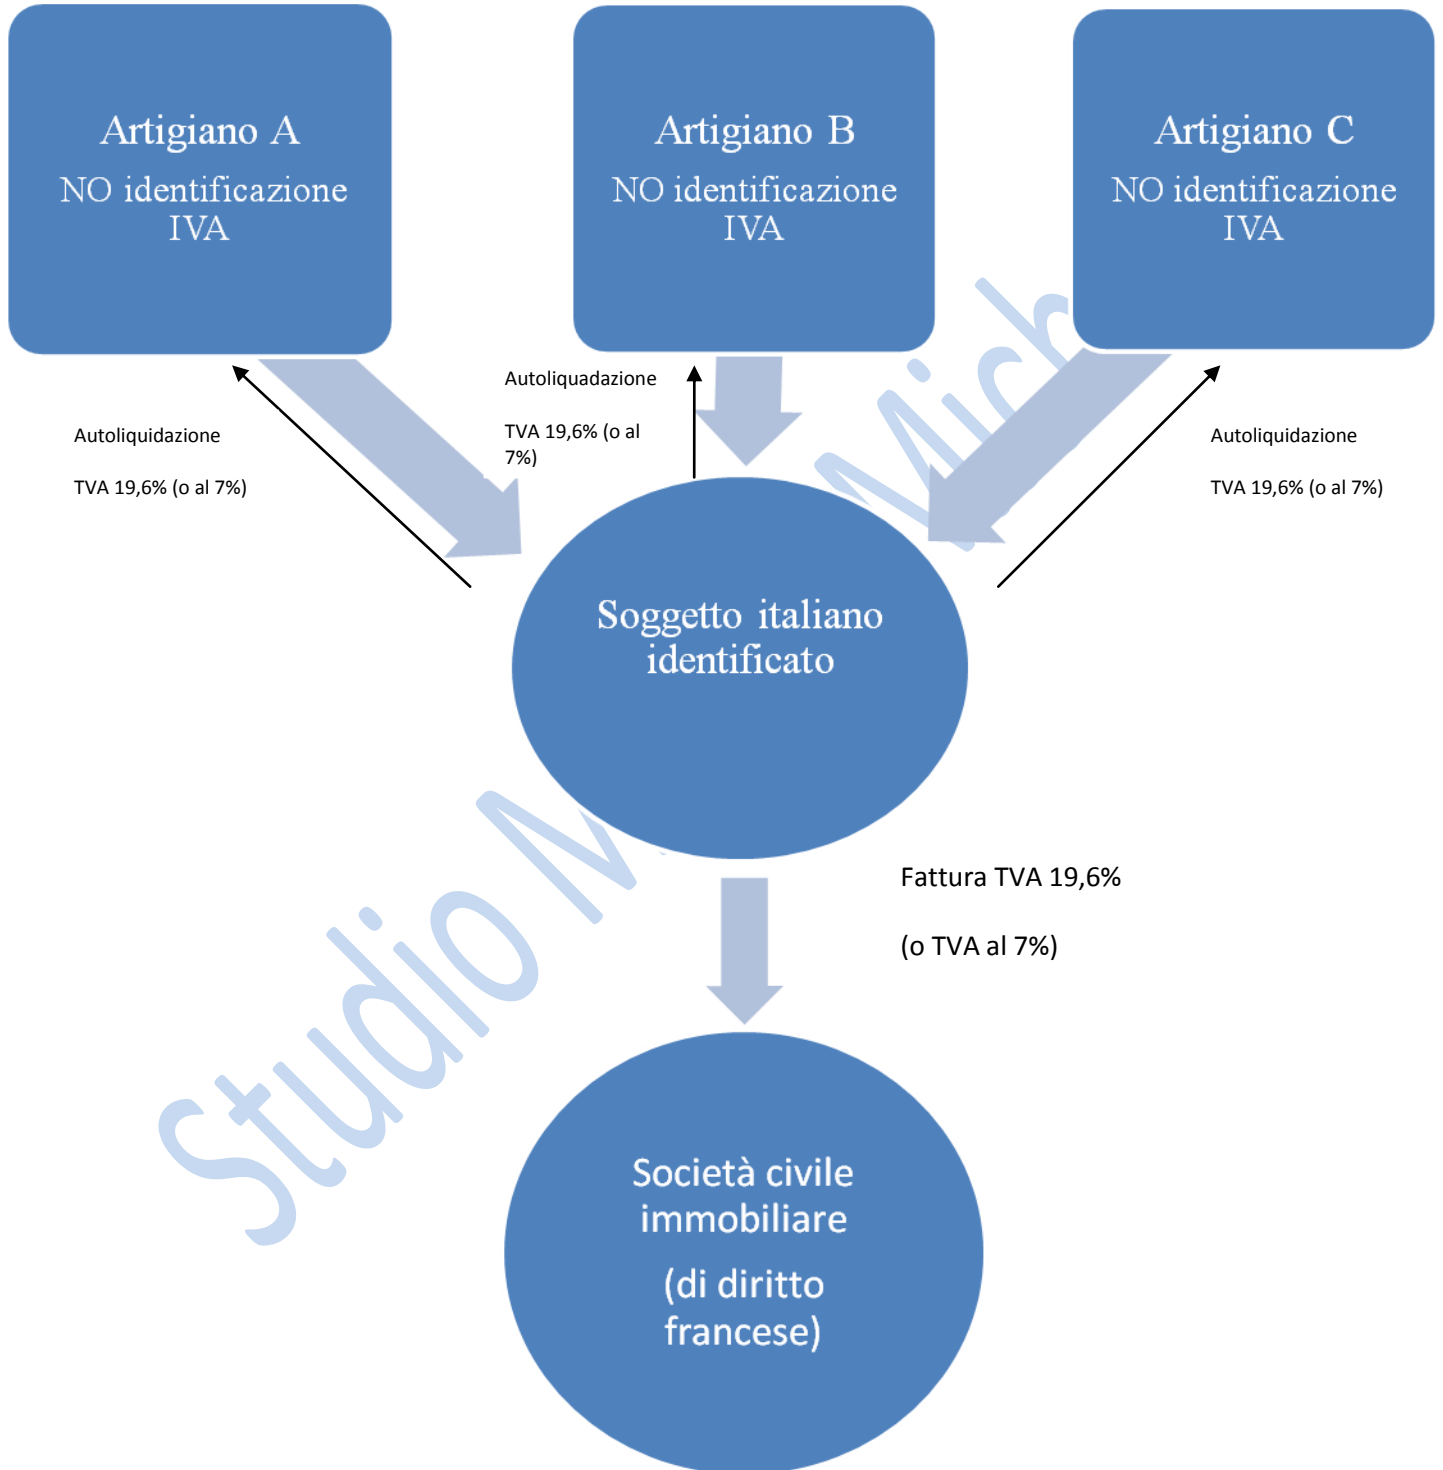 Artigiano A
NO identificazione
IVA
Artigiano B
NO identificazione
IVA
Artigiano C
NO identificazione
IVA
Autoliquidazione
TVA 19,6% (o al 7%)
Autoliquadazione
TVA 19,6% (o al
7%)
Autoliquidazione
TVA 19,6% (o al 7%)
Soggetto italiano
identificato
Fattura TVA 19,6%
(o TVA al 7%)
Società civile
immobiliare
(di diritto
francese)
Studio